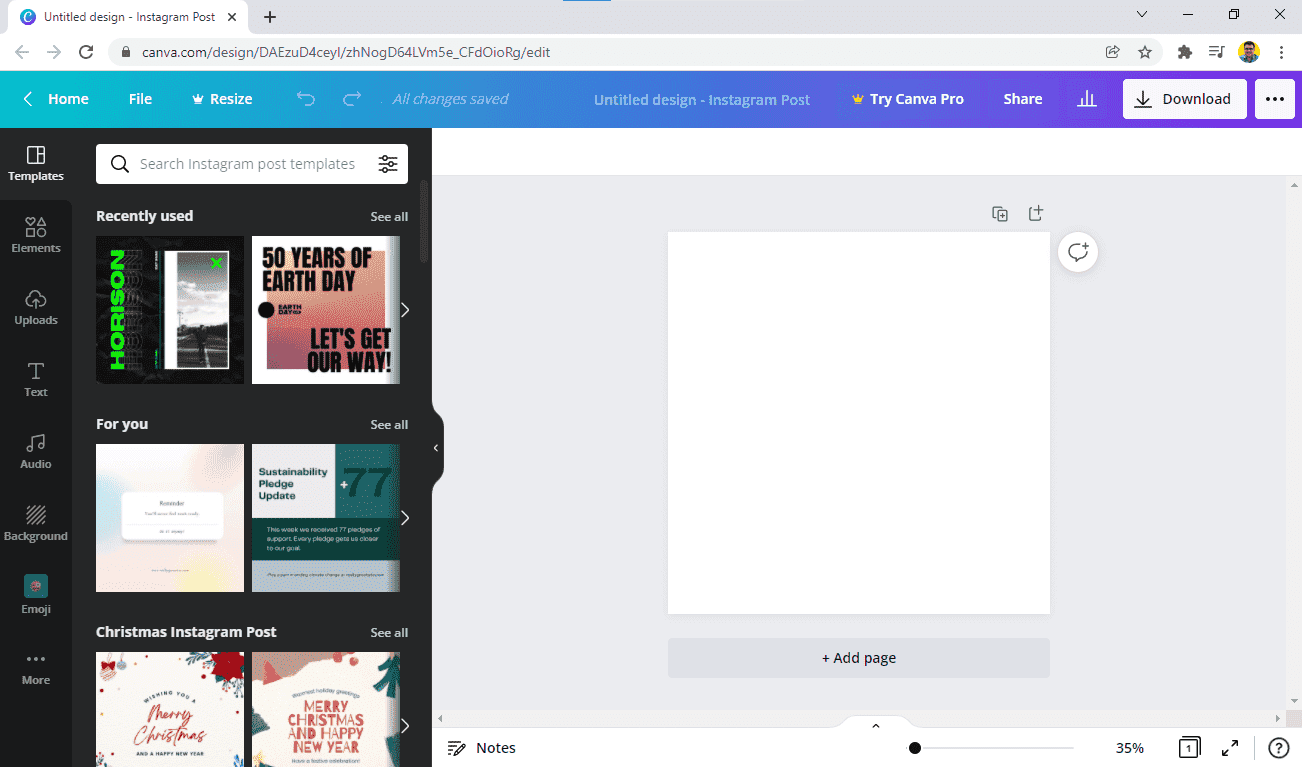 Untitled design - Instagram Post
canva.com/design/DAEzuD4ceyI/zhNogD64LVm5e_CFdOioRg/edit
Home File Resize All changes saved Untitled design - Instagram Post Try Canva Pro Share Download
Templates
Elements
Uploads
Text
Audio
Background
Emoji
More
Search Instagram post templates
Recently used See all
HORISON
50 YEARS OF
EARTH DAY
EARTH
DAY
LET'S GET
OUR WAY!
For you See all
Reminder
Sustainability
Pledge
Update
+77
This week we received 77 pledges of
support. Every pledge gets us closer
to our goal.
Christmas Instagram Post See all
WISHING YOU A
Merry
Christmas
AND A HAPPY NEW YEAR
Warmest holiday greetings
MERRY
CHRISTMAS
AND HAPPY
NEW YEAR
Have a festive celebration!
+ Add page
Notes 35% 1